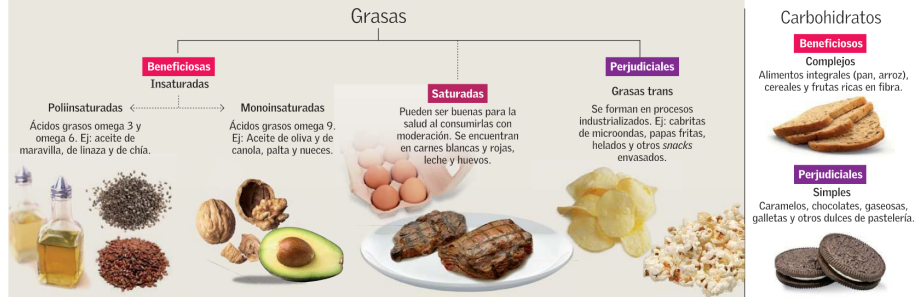 Grasas
Beneficiosas
Insaturadas
Poliinsaturadas
Ácidos grasos omega 3 y
omega 6. Ej: aceite de
maravilla, de linaza y de chía.
Monoinsaturadas
Ácidos grasos omega 9.
Ej: Aceite de oliva y de
canola, palta y nueces.
Saturadas
Pueden ser buenas para la
salud al consumirlas con
moderación. Se encuentran
en carnes blancas y rojas,
leche y huevos.
Perjudiciales
Grasas trans
Se forman en procesos
industrializados. Ej: cabritas
de microondas, papas fritas,
helados y otros snacks
envasados.
Carbohidratos
Beneficiosos
Complejos
Alimentos integrales (pan, arroz),
cereales y frutas ricas en fibra.
Perjudiciales
Simples
Caramelos, chocolates, gaseosas,
galletas y otros dulces de pastelería.